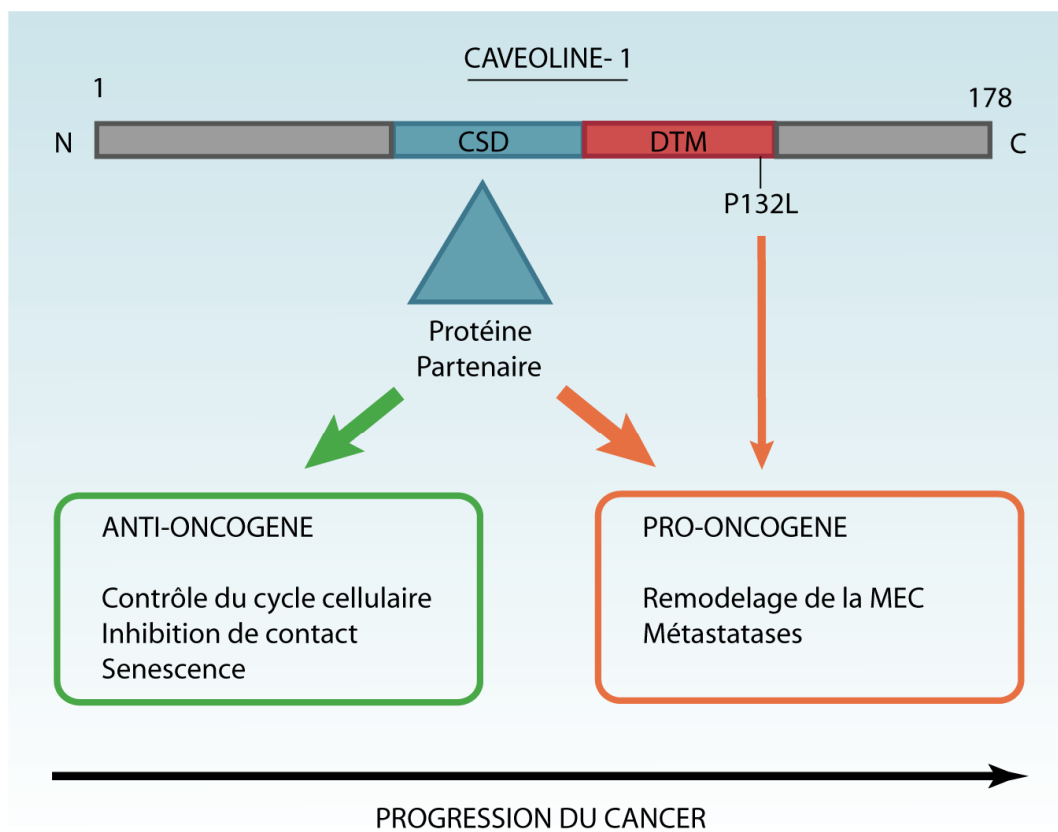 CAVEOLINE- 1
1
178
N
CSD
DTM
C
P132L
Protéine
Partenaire
ANTI-ONCOGENE
Contrôle du cycle cellulaire
Inhibition de contact
Senescence
PRO-ONCOGENE
Remodelage de la MEC
Métastatases
PROGRESSION DU CANCER